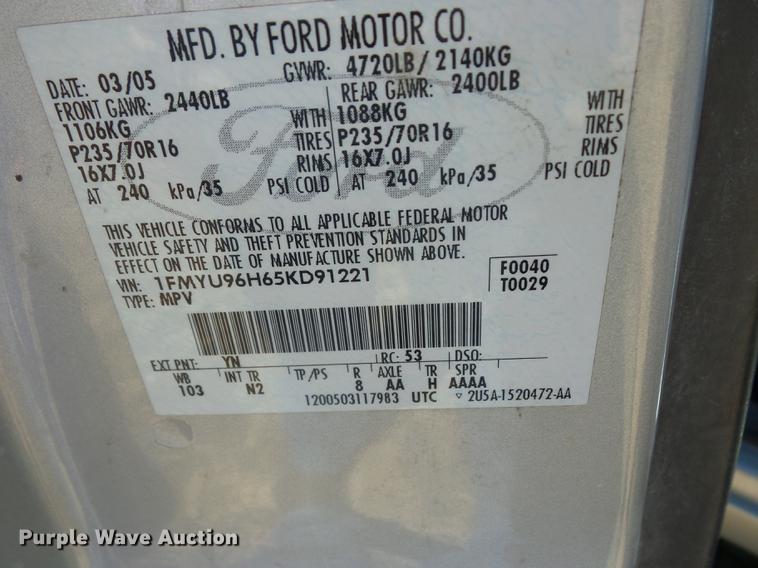 MFD. BY FORD MOTOR CO.
DATE: 03/05 GVWR: 4720LB / 2140KG
FRONT GAWR: 2440LB REAR GAWR: 2400LB
1106KG WITH 1088KG WITH
P235/70R16 TIRES P235/70R16 TIRES
16X7.0J RIMS 16X7.0J RIMS
AT 240 kPa/35 PSI COLD AT 240 kPa/35 PSI COLD
THIS VEHICLE CONFORMS TO ALL APPLICABLE FEDERAL MOTOR
VEHICLE SAFETY AND THEFT PREVENTION STANDARDS IN
EFFECT ON THE DATE OF MANUFACTURE SHOWN ABOVE.
VIN: 1FMYU96H65KD91221 F0040
TYPE: MPV T0029
Ford
EXT PNT: YN RC: 53 DSO:
WB INT TR TP/PS R AXLE TR SPR
103 N2 8 AA H AAAA
1200503117983 UTC ▽ 2U5A-1520472-AA
Purple Wave Auction